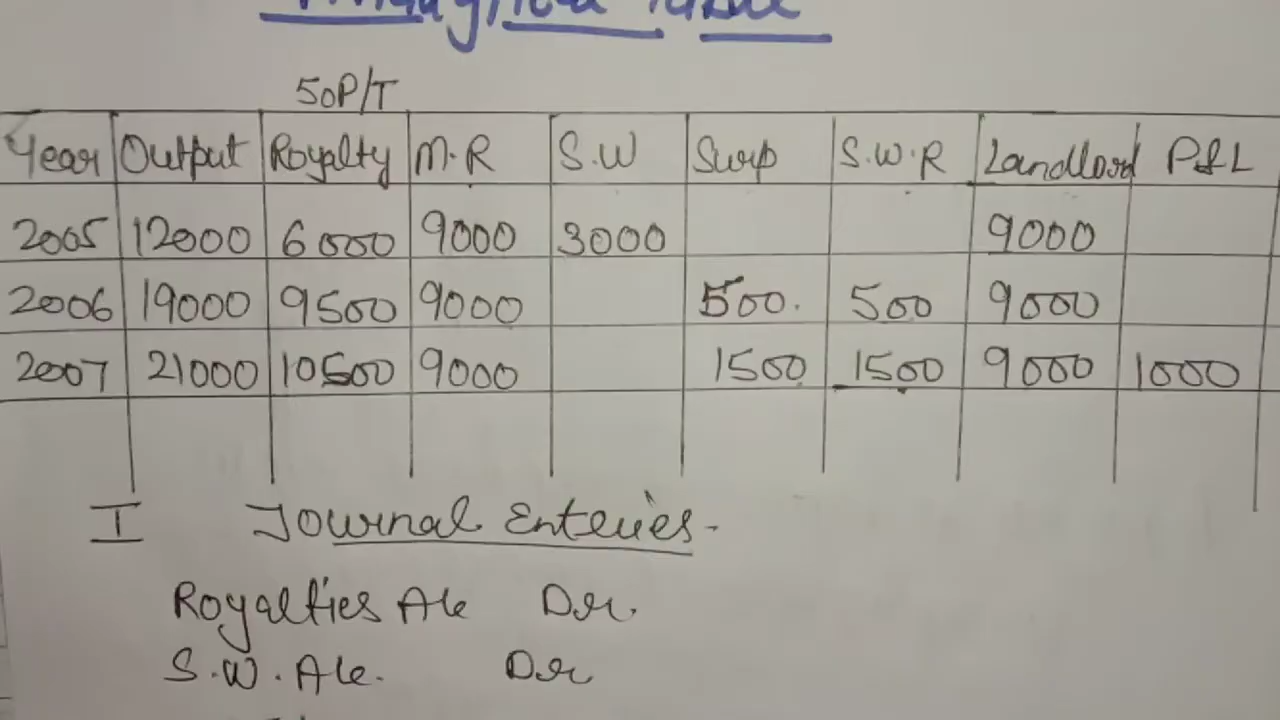 50P/T
Year Output Royalty M.R S.W Surp S.W.R Landlord P&L
2005 12000 6000 9000 3000 9000
2006 19000 9500 9000 500. 500 9000
2007 21000 10500 9000 1500 1500 9000 1000
I Journal Enteries-
Royalties A/c Dr.
S.W. A/c. Dr